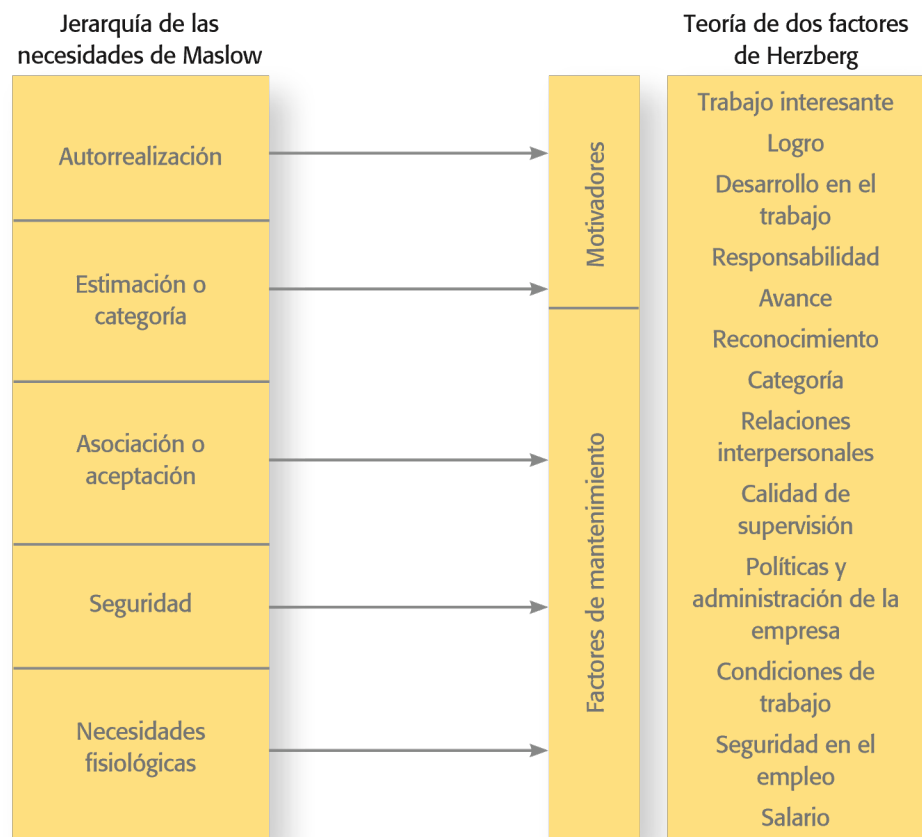 Jerarquía de las
necesidades de Maslow
Autorrealización
Estimación o
categoría
Asociación o
aceptación
Seguridad
Necesidades
fisiológicas
Motivadores
Factores de mantenimiento
Teoría de dos factores
de Herzberg
Trabajo interesante
Logro
Desarrollo en el
trabajo
Responsabilidad
Avance
Reconocimiento
Categoría
Relaciones
interpersonales
Calidad de
supervisión
Políticas y
administración de la
empresa
Condiciones de
trabajo
Seguridad en el
empleo
Salario